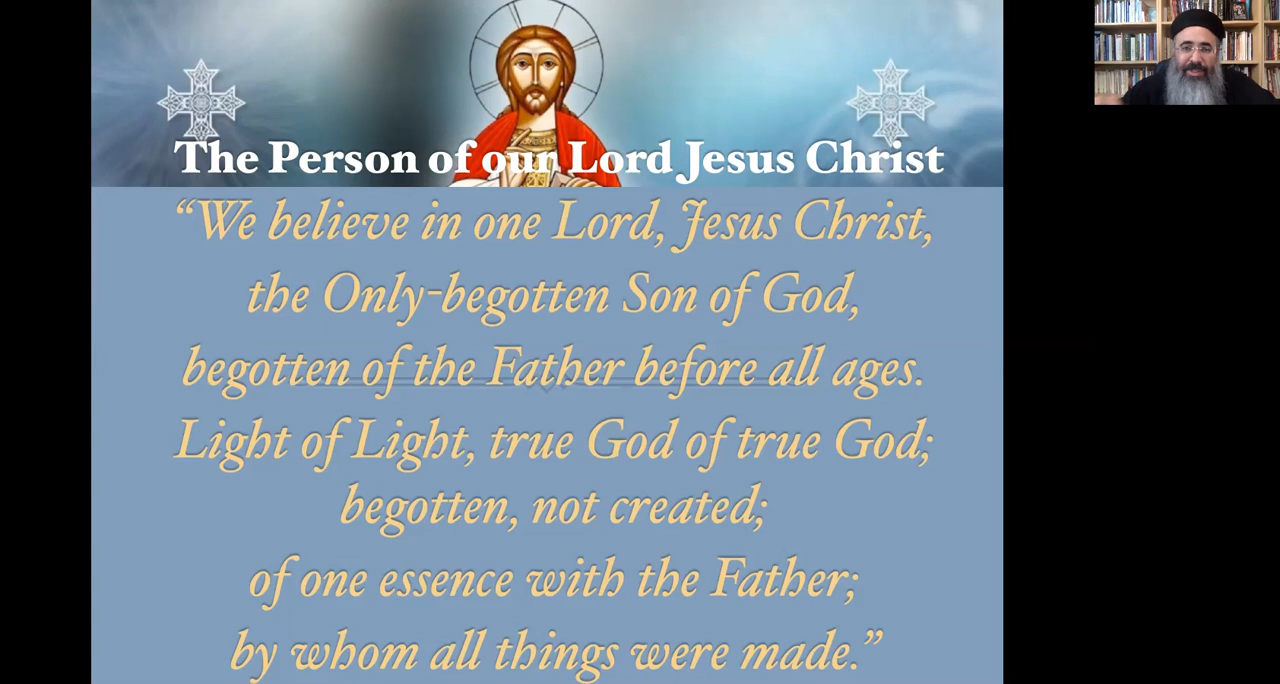 The Person of our Lord Jesus Christ
“We believe in one Lord, Jesus Christ,
the Only-begotten Son of God,
begotten of the Father before all ages.
Light of Light, true God of true God;
begotten, not created;
of one essence with the Father;
by whom all things were made.”